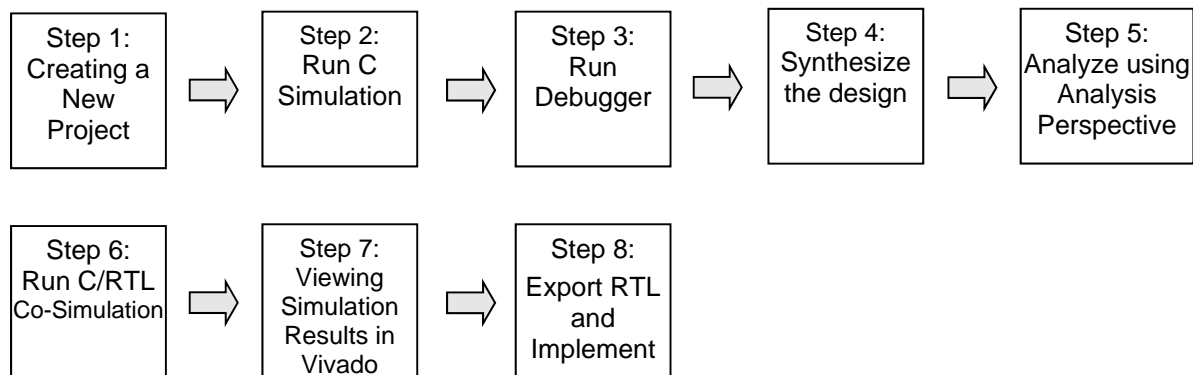 Step 1:
Creating a
New
Project
Step 2:
Run C
Simulation
Step 3:
Run
Debugger
Step 4:
Synthesize
the design
Step 5:
Analyze using
Analysis
Perspective
Step 6:
Run C/RTL
Co-Simulation
Step 7:
Viewing
Simulation
Results in
Vivado
Step 8:
Export RTL
and
Implement